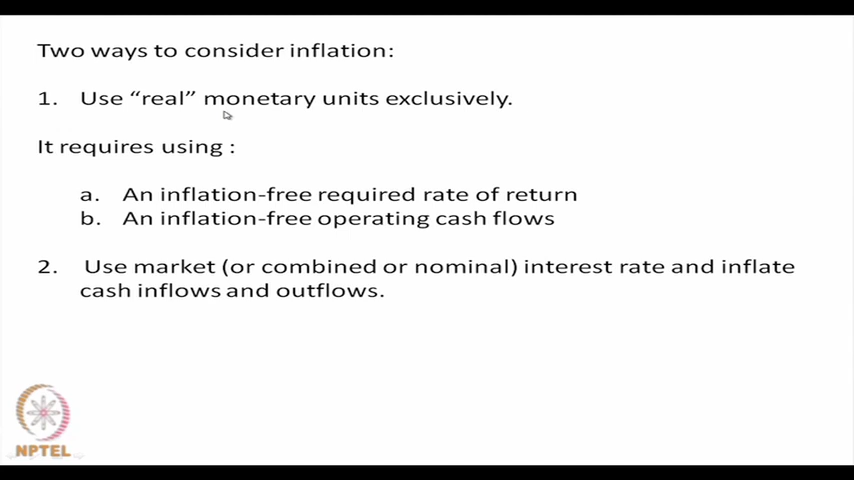 Two ways to consider inflation:
1. Use “real” monetary units exclusively.
It requires using :
a. An inflation-free required rate of return
b. An inflation-free operating cash flows
2. Use market (or combined or nominal) interest rate and inflate
cash inflows and outflows.
NPTEL